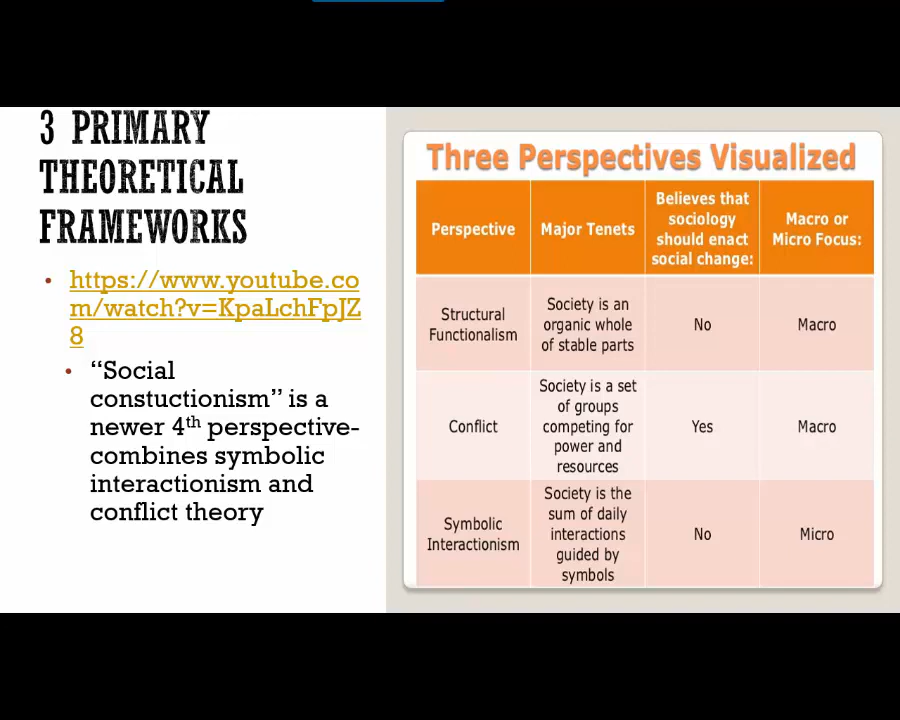 3 PRIMARY
THEORETICAL
FRAMEWORKS
• https://www.youtube.co
m/watch?v=KpaLchFpJZ
8
• “Social
constuctionism” is a
newer 4th perspective-
combines symbolic
interactionism and
conflict theory
Three Perspectives Visualized
Perspective
Major Tenets
Believes that
sociology
should enact
social change:
Macro or
Micro Focus:
Structural
Functionalism
Society is an
organic whole
of stable parts
No
Macro
Conflict
Society is a set
of groups
competing for
power and
resources
Yes
Macro
Symbolic
Interactionism
Society is the
sum of daily
interactions
guided by
symbols
No
Micro